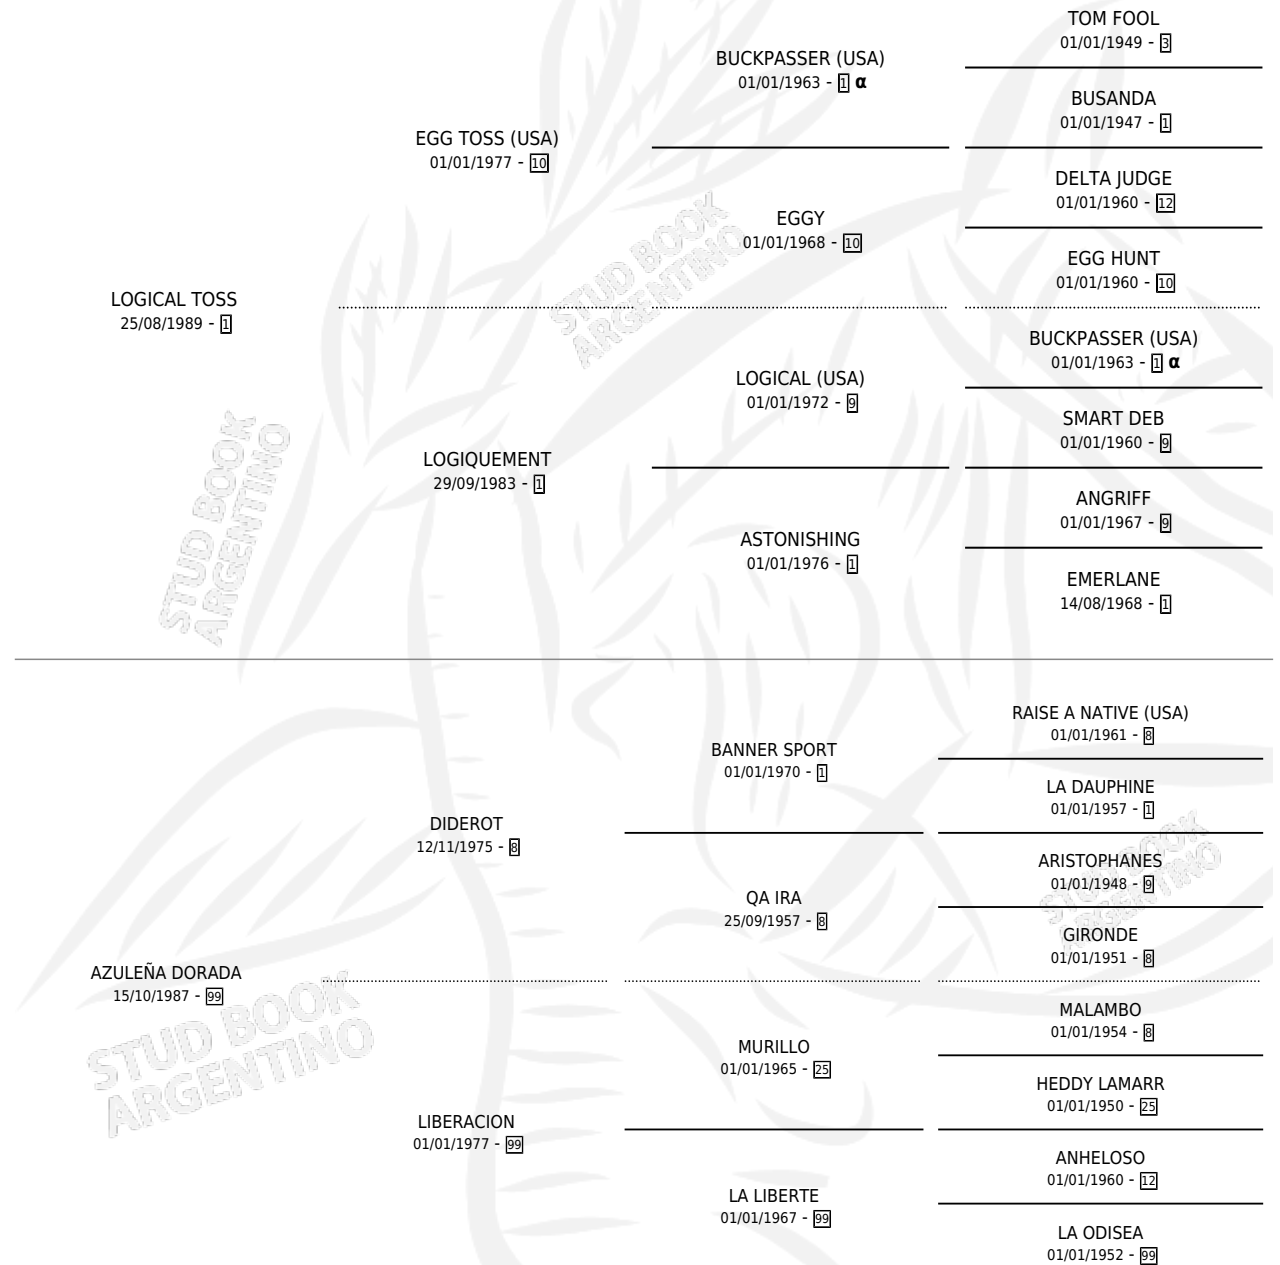 TOM FOOL
01/01/1949 - 3
BUCKPASSER (USA)
01/01/1963 - 1 α
BUSANDA
01/01/1947 - 1
EGG TOSS (USA)
01/01/1977 - 10
DELTA JUDGE
01/01/1960 - 12
EGGY
01/01/1968 - 10
EGG HUNT
01/01/1960 - 10
LOGICAL TOSS
25/08/1989 - 1
BUCKPASSER (USA)
01/01/1963 - 1 α
LOGICAL (USA)
01/01/1972 - 9
SMART DEB
01/01/1960 - 9
LOGIQUEMENT
29/09/1983 - 1
ANGRIFF
01/01/1967 - 9
ASTONISHING
01/01/1976 - 1
EMERLANE
14/08/1968 - 1
RAISE A NATIVE (USA)
01/01/1961 - 8
BANNER SPORT
01/01/1970 - 1
LA DAUPHINE
01/01/1957 - 1
DIDEROT
12/11/1975 - 8
ARISTOPHANES
01/01/1948 - 9
QA IRA
25/09/1957 - 8
GIRONDE
01/01/1951 - 8
AZULEÑA DORADA
15/10/1987 - 99
MALAMBO
01/01/1954 - 8
MURILLO
01/01/1965 - 25
HEDDY LAMARR
01/01/1950 - 25
LIBERACION
01/01/1977 - 99
ANHELOSO
01/01/1960 - 12
LA LIBERTE
01/01/1967 - 99
LA ODISEA
01/01/1952 - 99
STUD BOOK
ARGENTINO
STUD BOOK
ARGENTINO
STUD BOOK
ARGENTINO
STUD BOOK
ARGENTINO